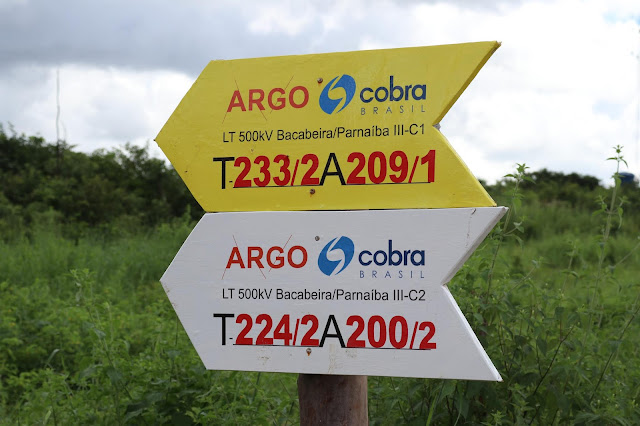 ARGO cobra
BRASIL
LT 500kV Bacabeira/Parnaíba III-C1
T233/2A209/1
ARGO cobra
BRASIL
LT 500kV Bacabeira/Parnaíba III-C2
T224/2A200/2